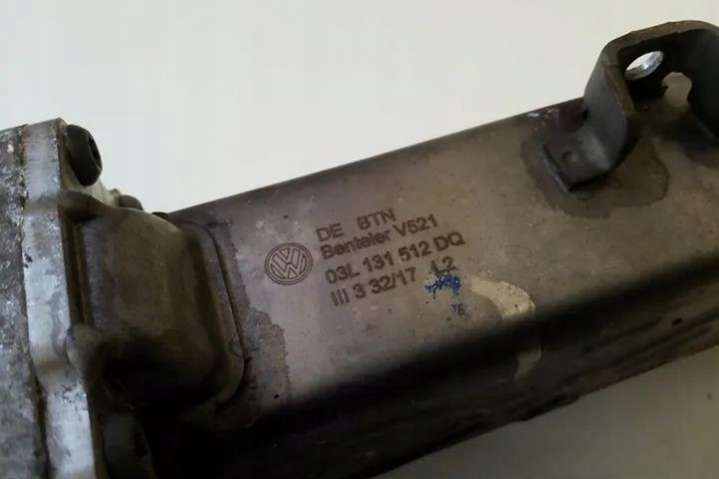 DE BTN
Benteler V521
03L 131 512 DQ
III 3 32/17 L2